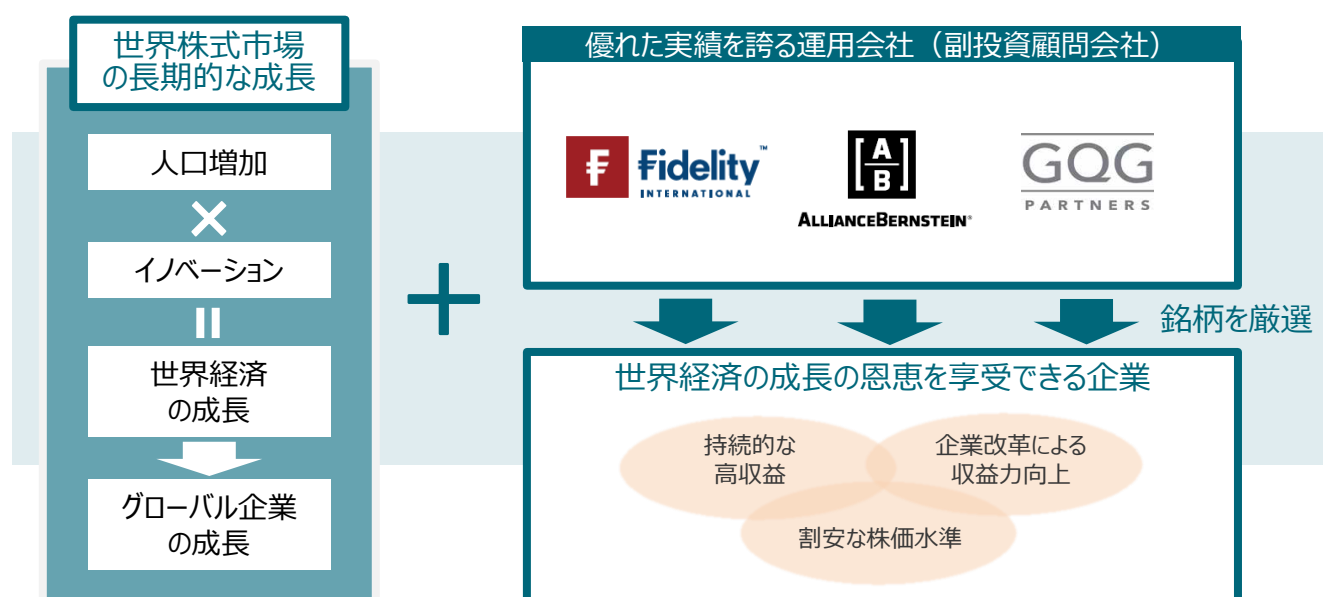 世界株式市場
の長期的な成長
人口増加
×
イノベーション
=
世界経済
の成長
グローバル企業
の成長
+
優れた実績を誇る運用会社（副投資顧問会社）
F Fidelity™
INTERNATIONAL
[A/B]
ALLIANCEBERNSTEIN®
GQG
PARTNERS
銘柄を厳選
世界経済の成長の恩恵を享受できる企業
持続的な
高収益
企業改革による
収益力向上
割安な株価水準